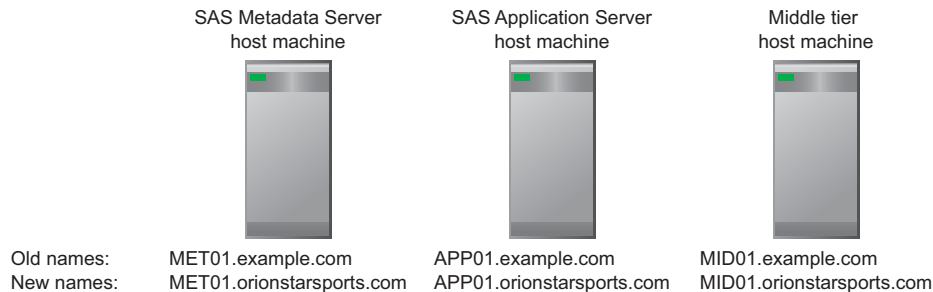 SAS Metadata Server
host machine
SAS Application Server
host machine
Middle tier
host machine
Old names: MET01.example.com APP01.example.com MID01.example.com
New names: MET01.orionstarsports.com APP01.orionstarsports.com MID01.orionstarsports.com